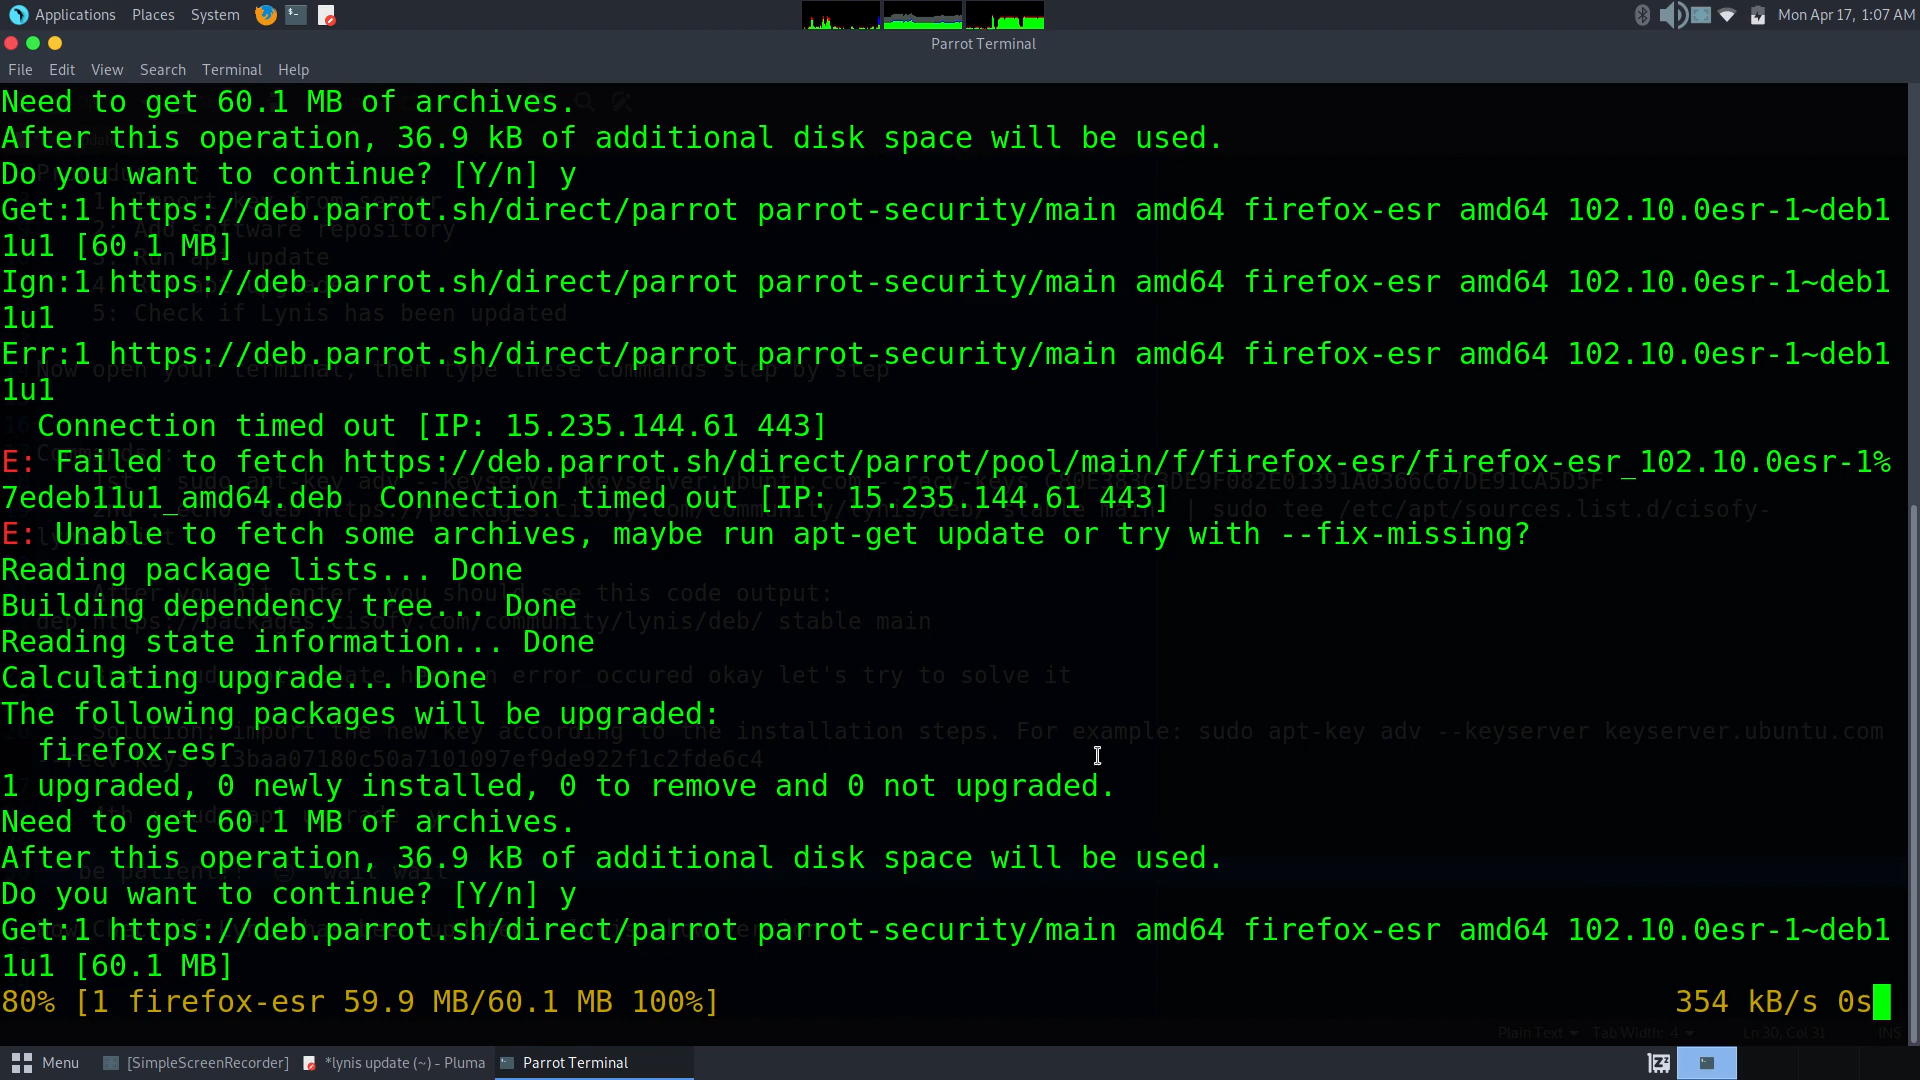 Applications Places System
Mon Apr 17, 1:07 AM
Parrot Terminal
File Edit View Search Terminal Help
Need to get 60.1 MB of archives.
After this operation, 36.9 kB of additional disk space will be used.
Do you want to continue? [Y/n] y
Get:1 https://deb.parrot.sh/direct/parrot parrot-security/main amd64 firefox-esr amd64 102.10.0esr-1~deb1
1u1 [60.1 MB]
Ign:1 https://deb.parrot.sh/direct/parrot parrot-security/main amd64 firefox-esr amd64 102.10.0esr-1~deb1
1u1
Err:1 https://deb.parrot.sh/direct/parrot parrot-security/main amd64 firefox-esr amd64 102.10.0esr-1~deb1
1u1
Connection timed out [IP: 15.235.144.61 443]
E: Failed to fetch https://deb.parrot.sh/direct/parrot/pool/main/f/firefox-esr/firefox-esr_102.10.0esr-1%
7edeb11u1_amd64.deb  Connection timed out [IP: 15.235.144.61 443]
E: Unable to fetch some archives, maybe run apt-get update or try with --fix-missing?
Reading package lists... Done
Building dependency tree... Done
Reading state information... Done
Calculating upgrade... Done
The following packages will be upgraded:
firefox-esr
1 upgraded, 0 newly installed, 0 to remove and 0 not upgraded.
Need to get 60.1 MB of archives.
After this operation, 36.9 kB of additional disk space will be used.
Do you want to continue? [Y/n] y
Get:1 https://deb.parrot.sh/direct/parrot parrot-security/main amd64 firefox-esr amd64 102.10.0esr-1~deb1
1u1 [60.1 MB]
80% [1 firefox-esr 59.9 MB/60.1 MB 100%] 354 kB/s 0s
Plain Text Tab Width: 4 Ln 30, Col 31 INS
Menu [SimpleScreenRecorder] *lynis update (~) - Pluma Parrot Terminal